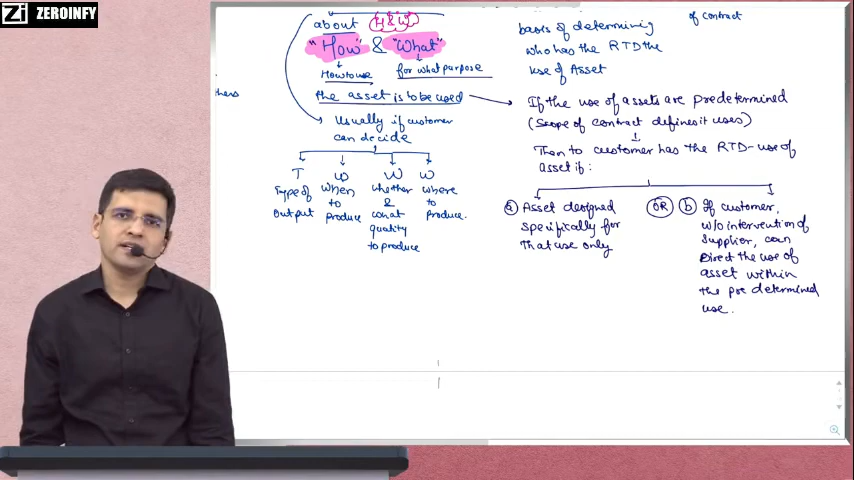 Zi ZEROINFY
about H&W
"How" & "What"
How to use
for what purpose
the asset is to be used
Usually if customer
can decide
T W W W
Type of
output
when
to
produce
whether
&
what
quality
to produce
where
to
produce.
thers
basis of determining
who has the RTD the
use of Asset
of contract
If the use of assets are predetermined
(Scope of contract defines it uses)
Then to customer has the RTD - use of
asset if:
a Asset designed
specifically for
that use only
OR
b If customer,
w/o intervention of
supplier, can
Direct the use of
asset within
the pre determined
use.